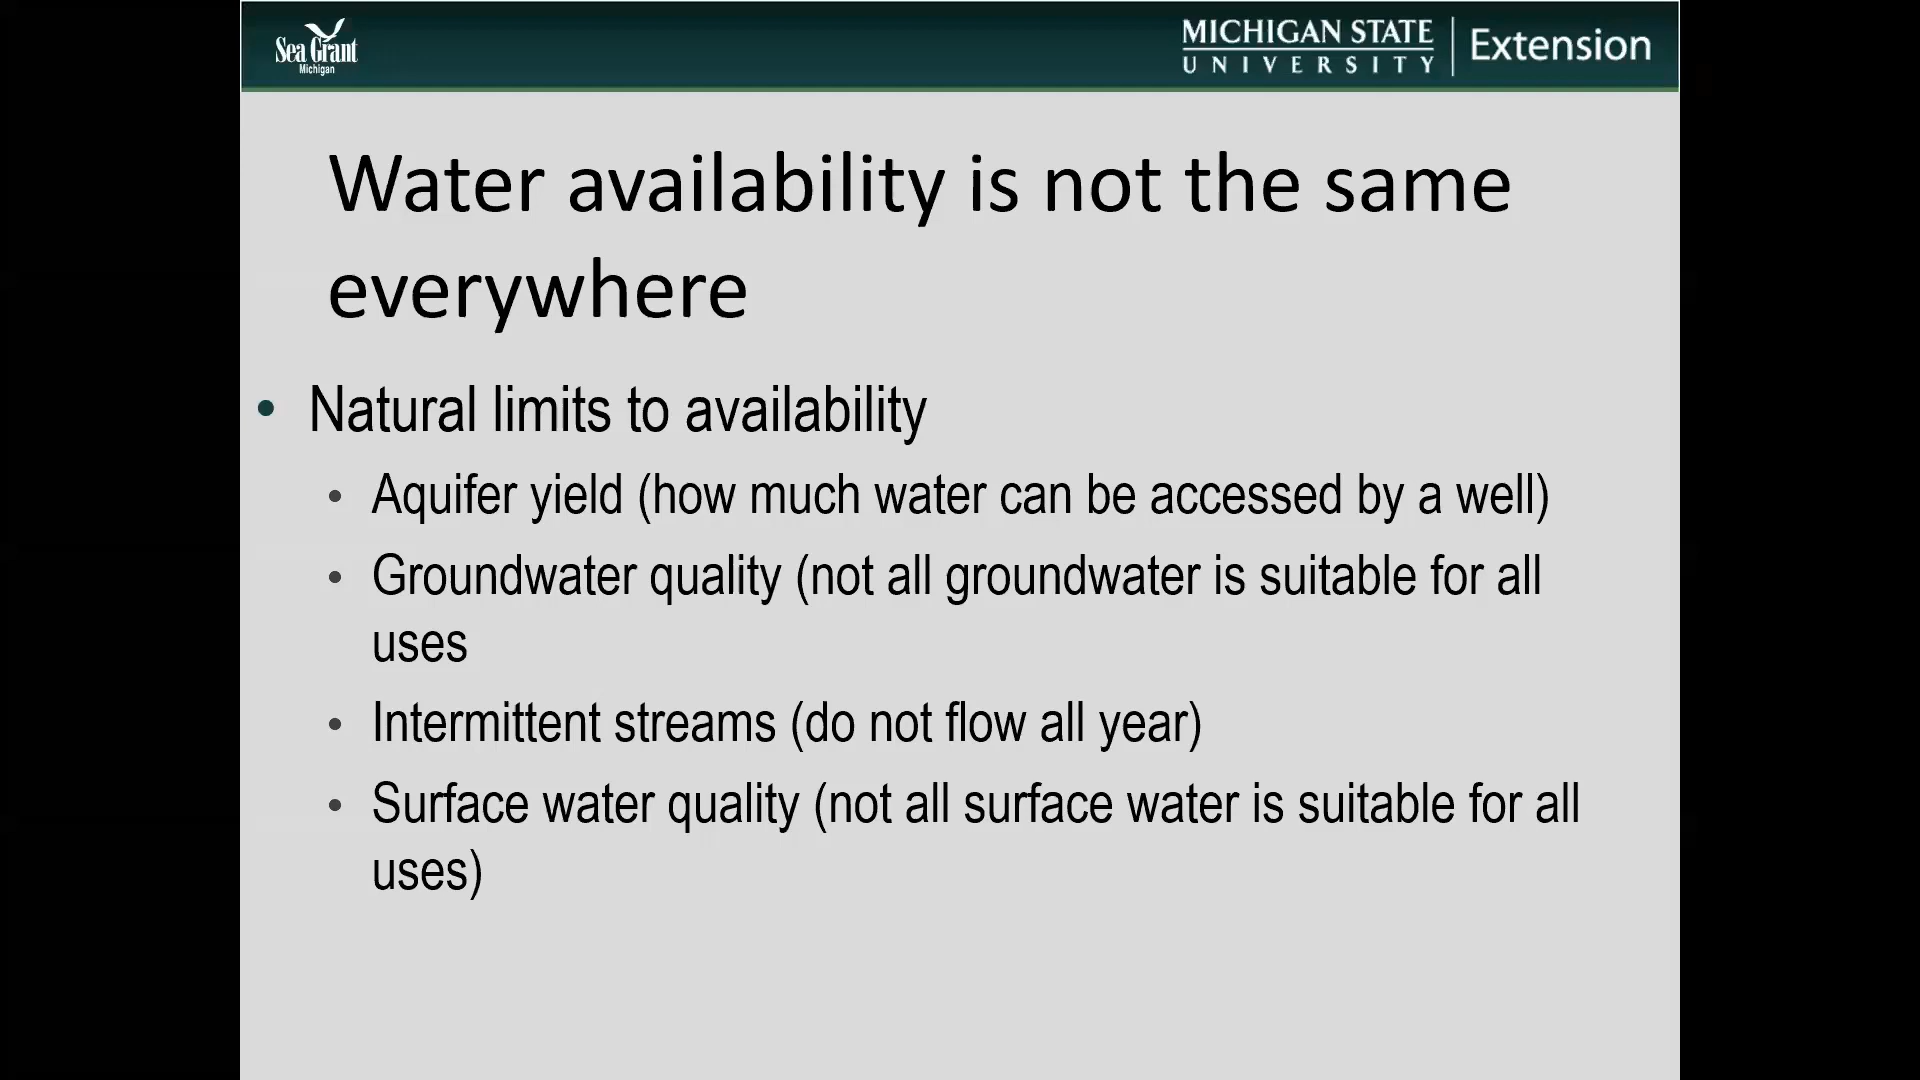 Sea Grant
Michigan
MICHIGAN STATE
UNIVERSITY
Extension
Water availability is not the same
everywhere
• Natural limits to availability
• Aquifer yield (how much water can be accessed by a well)
• Groundwater quality (not all groundwater is suitable for all
uses
• Intermittent streams (do not flow all year)
• Surface water quality (not all surface water is suitable for all
uses)